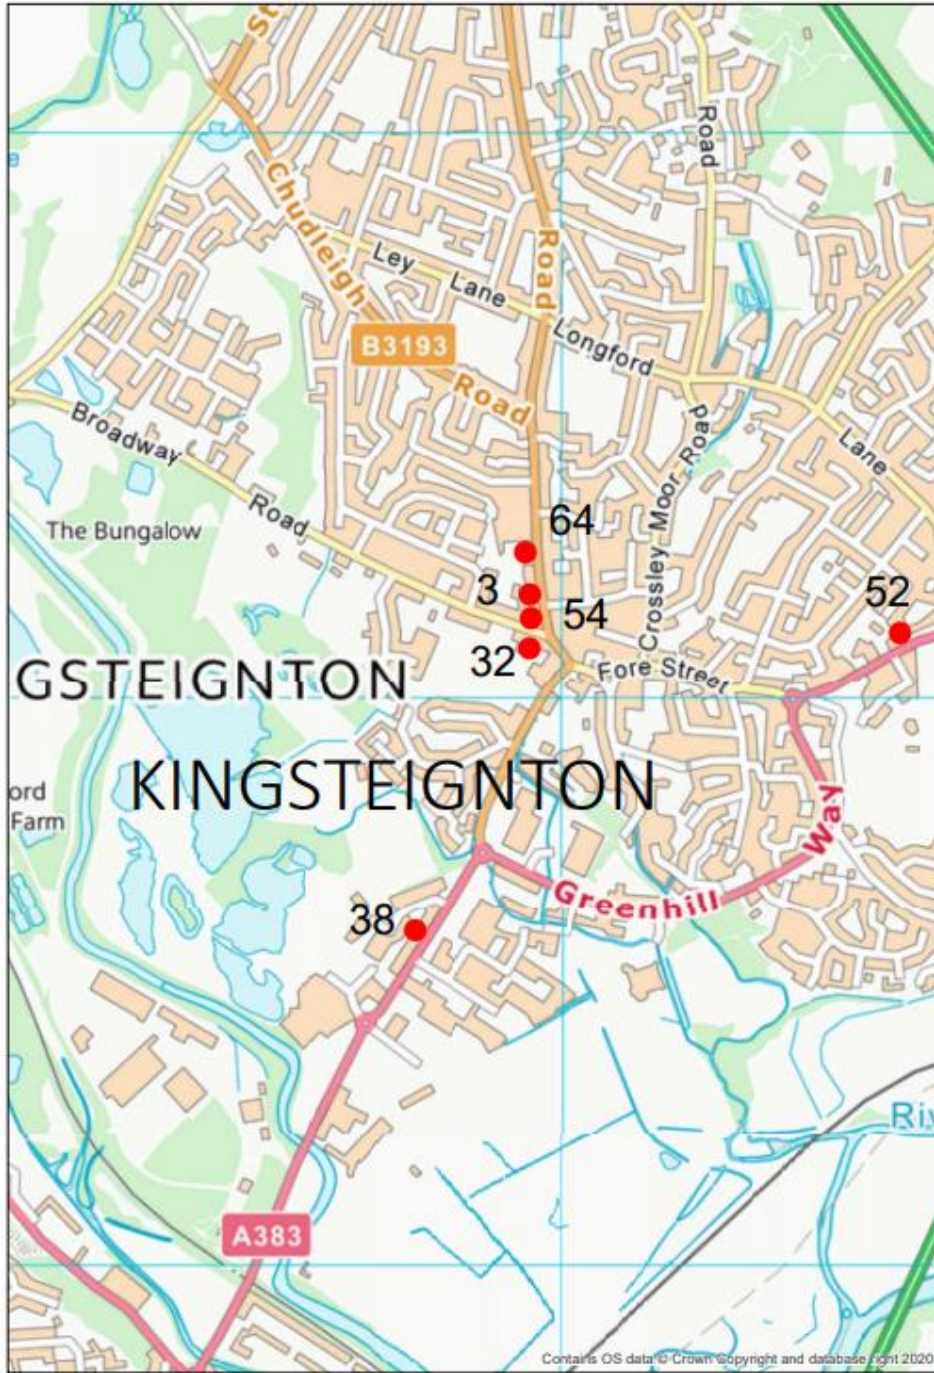 St
Road
Chudleigh
Road
Road
Ley Lane
Longford
Lane
B3193
Broadway
Road
Crossley Moor Road
The Bungalow
64
3
54
52
32
Fore Street
GSTEIGNTON
KINGSTEIGNTON
ord
Farm
Way
Greenhill
38
Riv
A383
Contains OS data © Crown Copyright and database right 2020
e